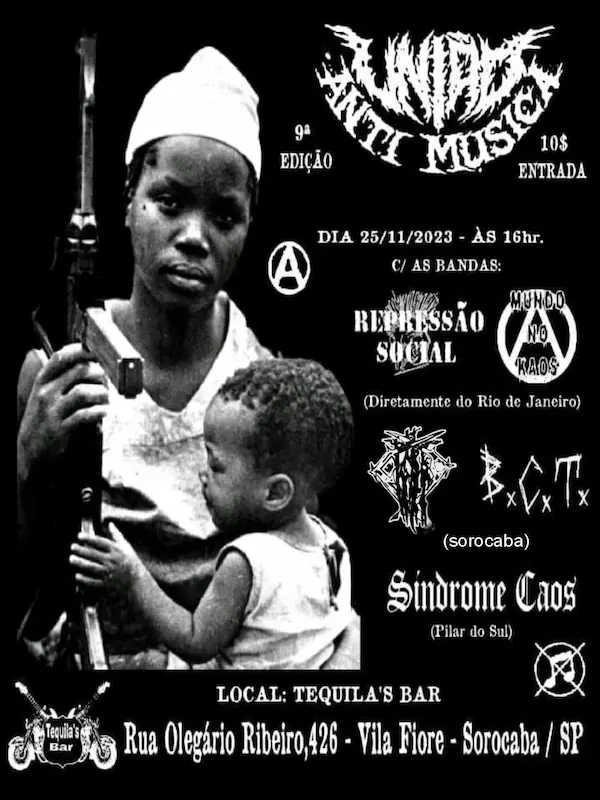 UNIÃO
ANTI MUSICA
9ª
EDIÇÃO
10$
ENTRADA
DIA 25/11/2023 - ÀS 16hr.
C/ AS BANDAS:
A
REPRESSÃO
SOCIAL
MUNDO
NO
KAOS
(Diretamente do Rio de Janeiro)
B.C.T.
(sorocaba)
Sindrome Caos
(Pilar do Sul)
LOCAL: TEQUILA'S BAR
Tequila's
Bar
Rua Olegário Ribeiro,426 - Vila Fiore - Sorocaba / SP